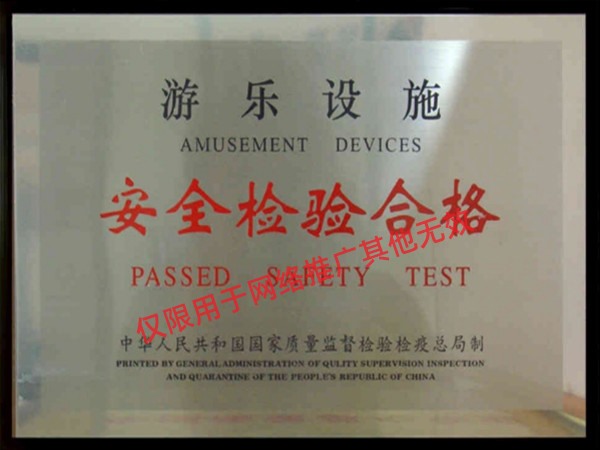 游乐设施
AMUSEMENT DEVICES
安全检验合格
PASSED SAFETY TEST
仅限用于网络推广其他无效
中华人民共和国国家质量监督检验检疫总局制
PRINTED BY GENERAL ADMINISTRATION OF QULITY SUPERVISION INSPECTION
AND QUARANTINE OF THE PEOPLE'S REPUBLIC OF CHINA